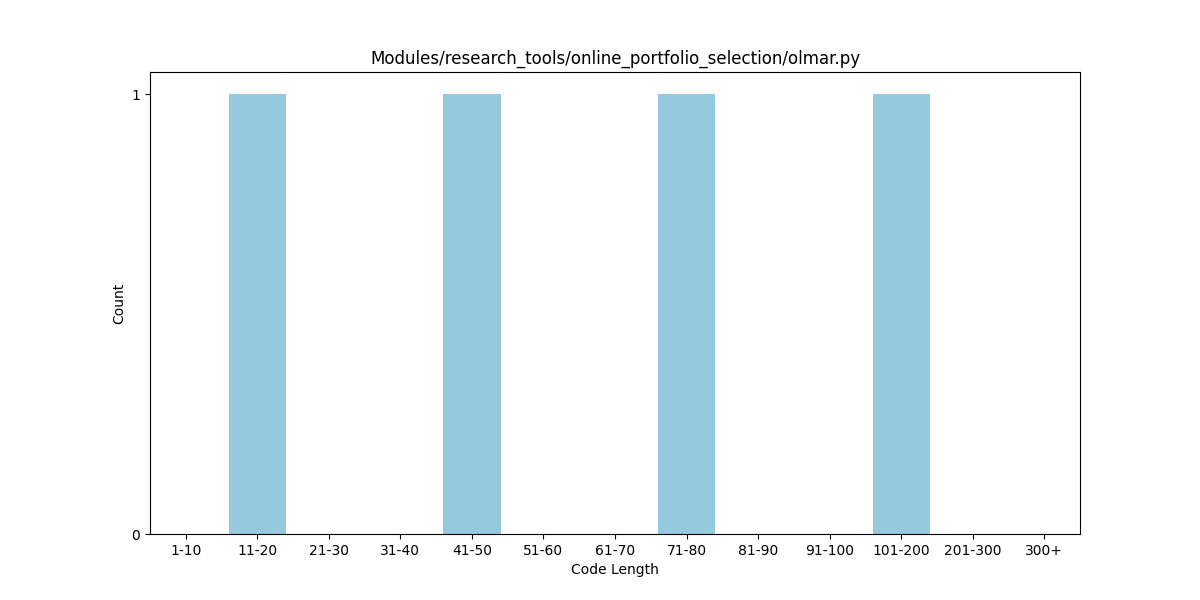 Modules/research_tools/online_portfolio_selection/olmar.py
1
Count
0
1-10 11-20 21-30 31-40 41-50 51-60 61-70 71-80 81-90 91-100 101-200 201-300 300+
Code Length